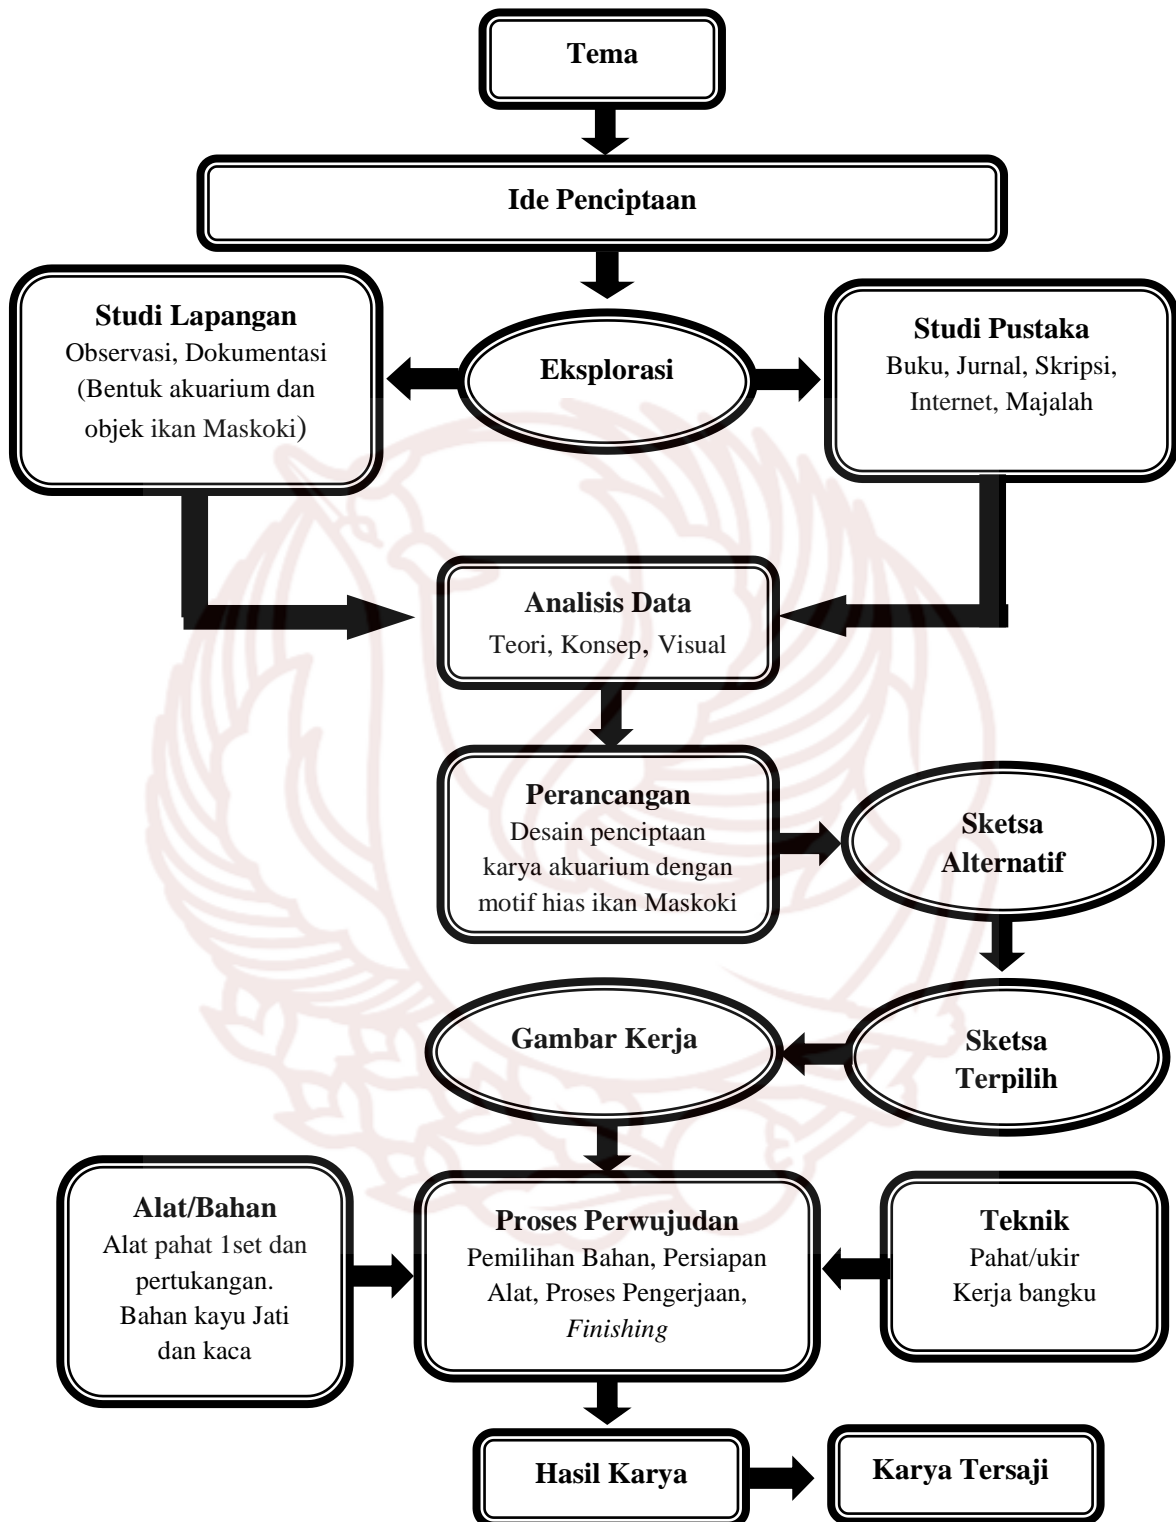 Tema
Ide Penciptaan
Studi Lapangan
Observasi, Dokumentasi
(Bentuk akuarium dan
objek ikan Maskoki)
Eksplorasi
Studi Pustaka
Buku, Jurnal, Skripsi,
Internet, Majalah
Analisis Data
Teori, Konsep, Visual
Perancangan
Desain penciptaan
karya akuarium dengan
motif hias ikan Maskoki
Sketsa
Alternatif
Gambar Kerja
Sketsa
Terpilih
Alat/Bahan
Alat pahat 1set dan
pertukangan.
Bahan kayu Jati
dan kaca
Proses Perwujudan
Pemilihan Bahan, Persiapan
Alat, Proses Pengerjaan,
Finishing
Teknik
Pahat/ukir
Kerja bangku
Hasil Karya
Karya Tersaji